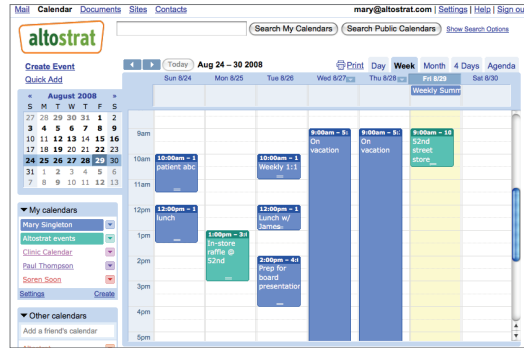 Mail Calendar Documents Sites Contacts
mary@altostrat.com | Settings | Help | Sign ou
altostrat
Search My Calendars Search Public Calendars Show Search Options
Create Event
Quick Add
Today Aug 24 – 30 2008
Print Day Week Month 4 Days Agenda
Sun 8/24 Mon 8/25 Tue 8/26 Wed 8/27 Thu 8/28 Fri 8/29 Sat 8/30
Weekly Summ
« August 2008 »
S M T W T F S
27 28 29 30 31 1 2
3 4 5 6 7 8 9
10 11 12 13 14 15 16
17 18 19 20 21 22 23
24 25 26 27 28 29 30
31 1 2 3 4 5 6
7 8 9 10 11 12 13
My calendars
Mary Singleton
Altostrat events
Clinic Calendar
Paul Thompson
Soren Soon
Settings Create
Other calendars
Add a friend's calendar
9am
10am
11am
12pm
1pm
2pm
3pm
4pm
5pm
10:00am – 1
patient abc
12:00pm – 1
lunch
1:00pm – 3:
In-store
raffle @
52nd
10:00am – 1
Weekly 1:1
12:00pm – 1
Lunch w/
James
2:00pm – 4:
Prep for
board
presentation
9:00am – 5:
On
vacation
9:00am – 5:
On
vacation
9:00am – 10
52nd
street
store